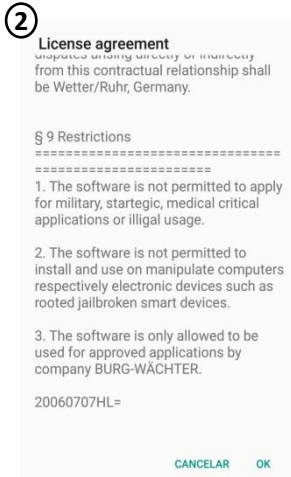 2
License agreement
disputes arising directly or indirectly
from this contractual relationship shall
be Wetter/Ruhr, Germany.
§ 9 Restrictions
================================
=======================
1. The software is not permitted to apply
for military, startegic, medical critical
applications or illigal usage.
2. The software is not permitted to
install and use on manipulate computers
respectively electronic devices such as
rooted jailbroken smart devices.
3. The software is only allowed to be
used for approved applications by
company BURG-WÄCHTER.
20060707HL=
CANCELAR OK